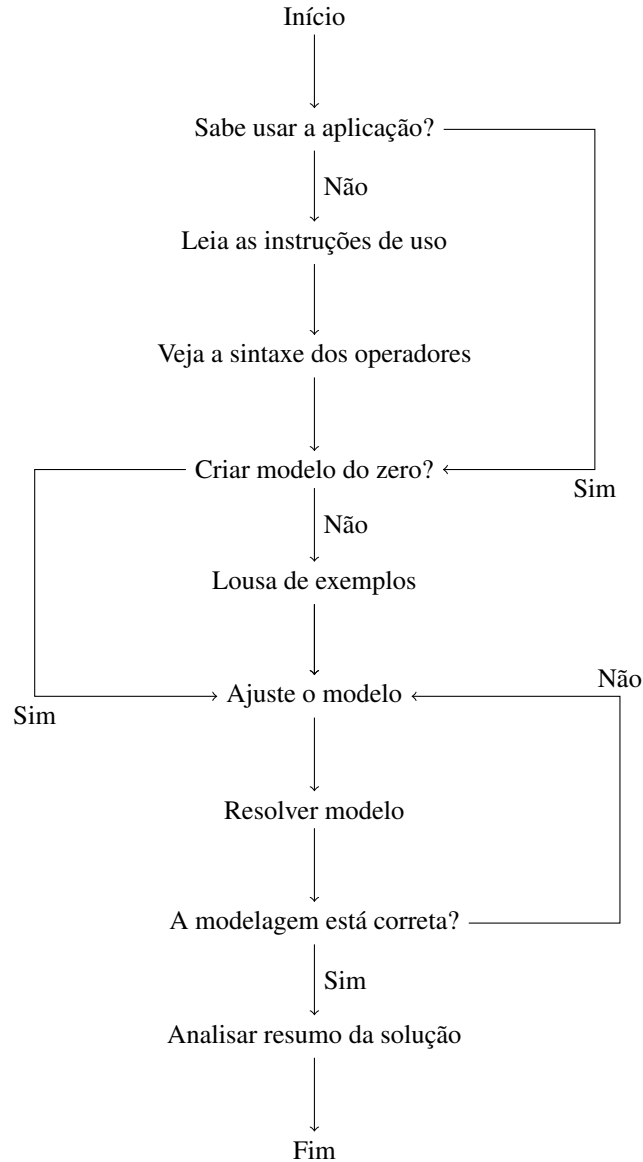 Início
Sabe usar a aplicação?
Não
Leia as instruções de uso
Veja a sintaxe dos operadores
Criar modelo do zero?
Sim
Não
Lousa de exemplos
Não
Ajuste o modelo
Sim
Resolver modelo
A modelagem está correta?
Sim
Analisar resumo da solução
Fim